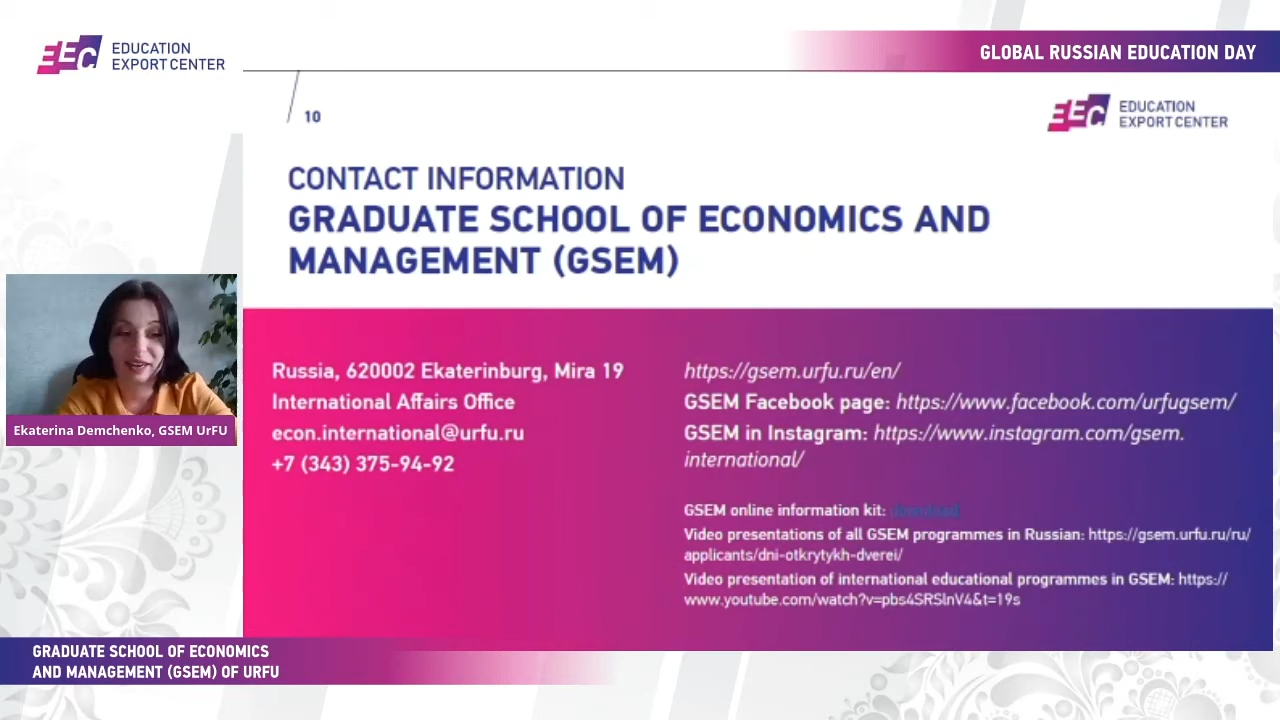 EEC EDUCATION
EXPORT CENTER
GLOBAL RUSSIAN EDUCATION DAY
10
EEC EDUCATION
EXPORT CENTER
CONTACT INFORMATION
GRADUATE SCHOOL OF ECONOMICS AND
MANAGEMENT (GSEM)
Russia, 620002 Ekaterinburg, Mira 19
International Affairs Office
econ.international@urfu.ru
+7 (343) 375-94-92
https://gsem.urfu.ru/en/
GSEM Facebook page: https://www.facebook.com/urfugsem/
GSEM in Instagram: https://www.instagram.com/gsem.
international/
GSEM online information kit: download
Video presentations of all GSEM programmes in Russian: https://gsem.urfu.ru/ru/
applicants/dni-otkrytykh-dverei/
Video presentation of international educational programmes in GSEM: https://
www.youtube.com/watch?v=pbs4SRSlnV4&t=19s
Ekaterina Demchenko, GSEM UrFU
GRADUATE SCHOOL OF ECONOMICS
AND MANAGEMENT (GSEM) OF URFU